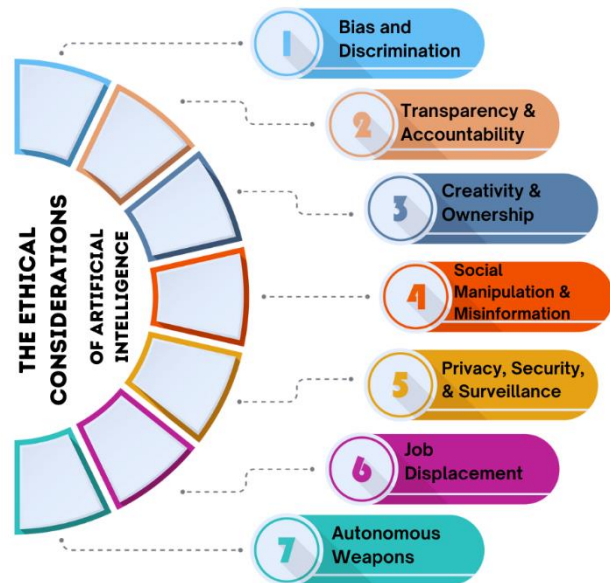 THE ETHICAL
CONSIDERATIONS
OF ARTIFICIAL
INTELLIGENCE
1
Bias and
Discrimination
2
Transparency &
Accountability
3
Creativity &
Ownership
4
Social
Manipulation &
Misinformation
5
Privacy, Security,
& Surveillance
6
Job
Displacement
7
Autonomous
Weapons